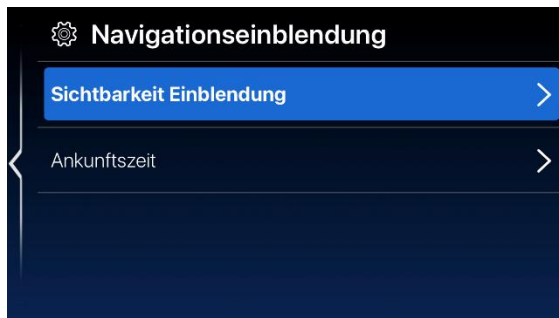 Navigationseinblendung
Sichtbarkeit Einblendung
Ankunftszeit